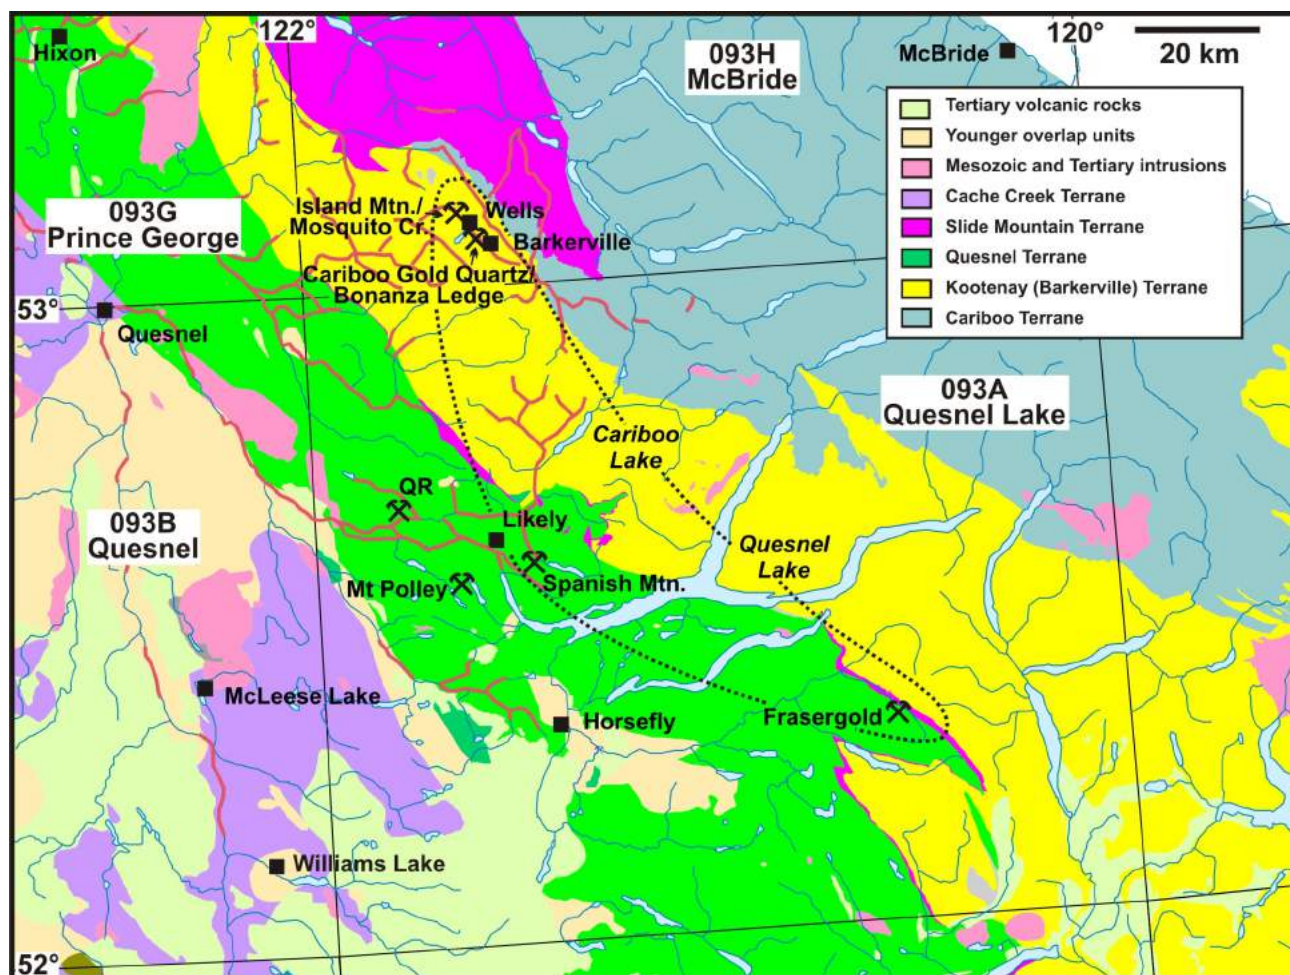 Hixon
122°
093H
McBride
McBride
120°
20 km
Tertiary volcanic rocks
Younger overlap units
Mesozoic and Tertiary intrusions
Cache Creek Terrane
Slide Mountain Terrane
Quesnel Terrane
Kootenay (Barkerville) Terrane
Cariboo Terrane
093G
Prince George
Island Mtn./
Mosquito Cr.
Wells
Barkerville
Cariboo Gold Quartz/
Bonanza Ledge
53°
Quesnel
093A
Quesnel Lake
Cariboo
Lake
QR
093B
Quesnel
Likely
Quesnel
Lake
Mt Polley
Spanish Mtn.
McLeese Lake
Horsefly
Frasergold
Williams Lake
52°